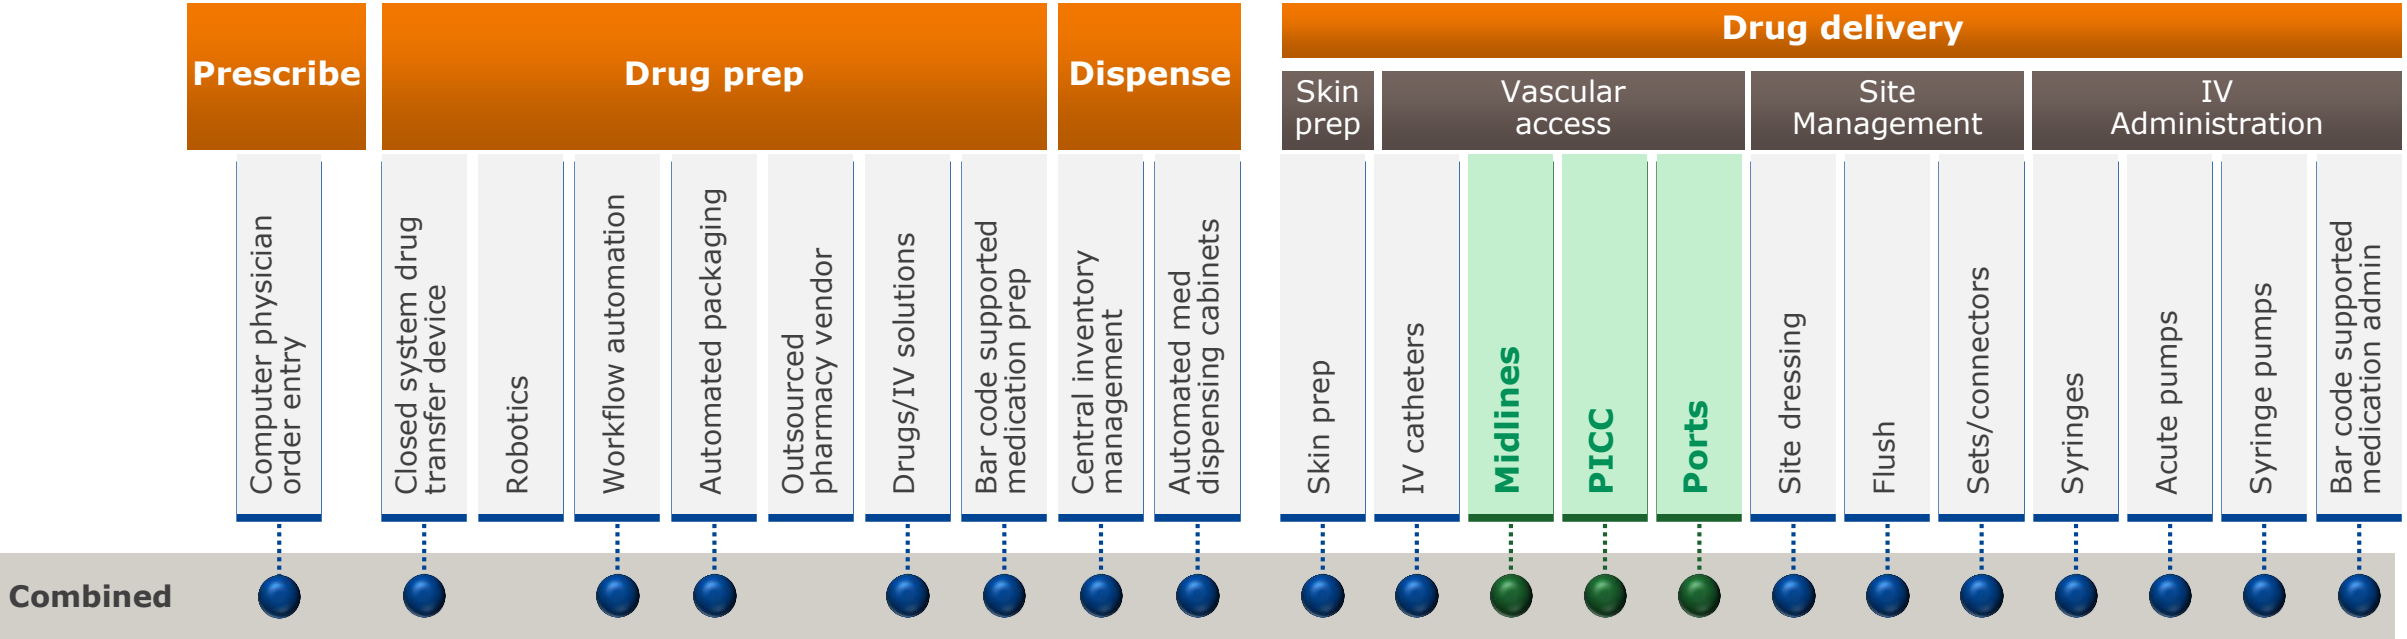 Prescribe
Drug prep
Dispense
Drug delivery
Skin
prep
Vascular
access
Site
Management
IV
Administration
Computer physician
order entry
Closed system drug
transfer device
Robotics
Workflow automation
Automated packaging
Outsourced
pharmacy vendor
Drugs/IV solutions
Bar code supported
medication prep
Central inventory
management
Automated med
dispensing cabinets
Skin prep
IV catheters
Midlines
PICC
Ports
Site dressing
Flush
Sets/connectors
Syringes
Acute pumps
Syringe pumps
Bar code supported
medication admin
Combined